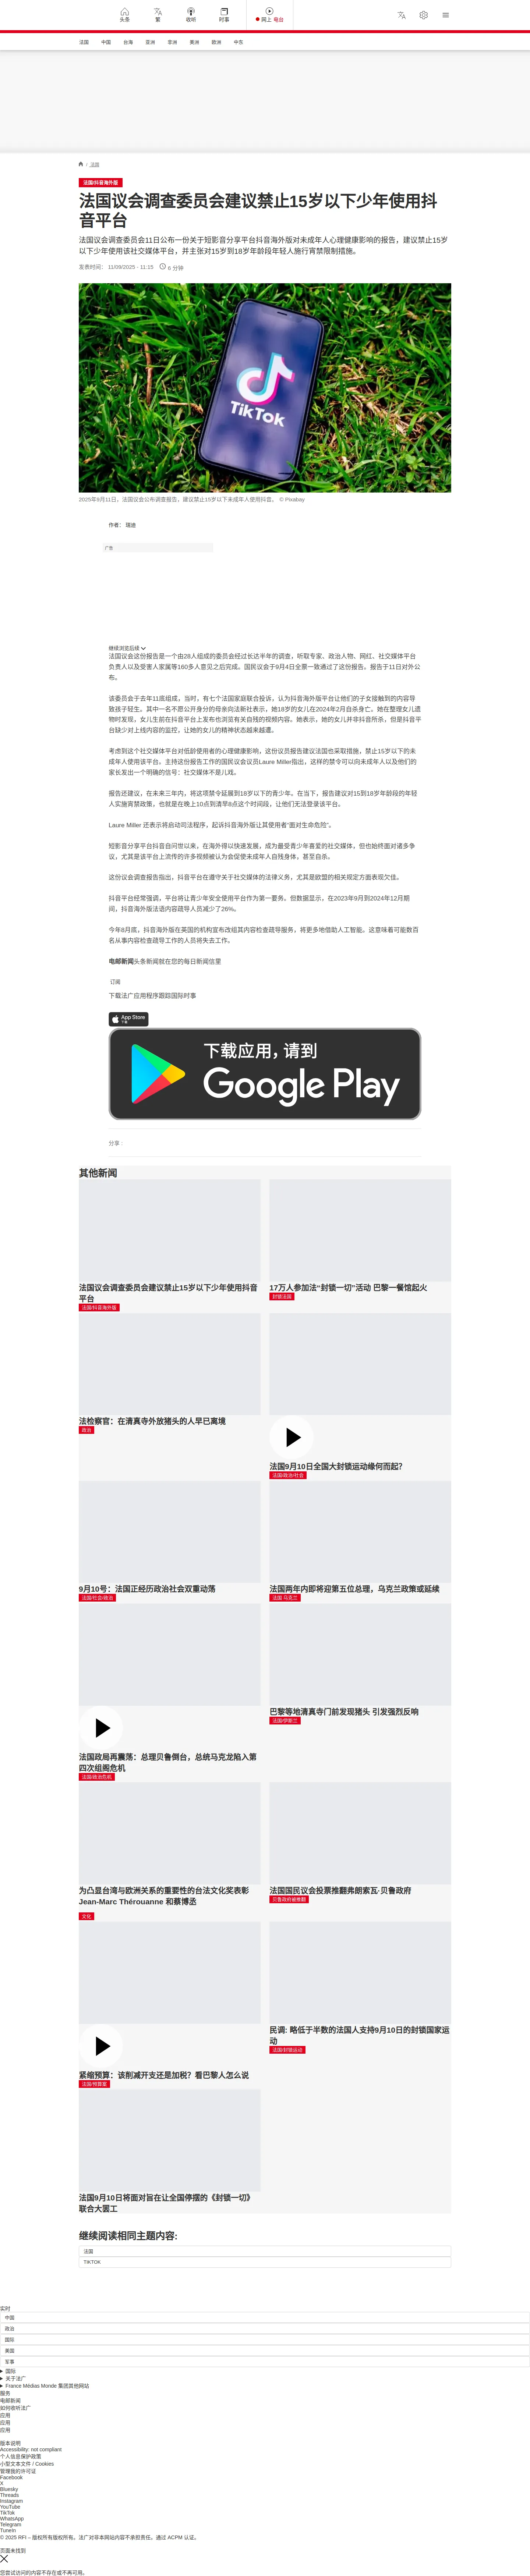 头条
繁
收听
时事
网上 电台
法国
中国
台海
亚洲
非洲
美洲
欧洲
中东
/ 法国
法国/抖音海外版
法国议会调查委员会建议禁止15岁以下少年使用抖
音平台
法国议会调查委员会11日公布一份关于短影音分享平台抖音海外版对未成年人心理健康影响的报告，建议禁止15岁
以下少年使用该社交媒体平台，并主张对15岁到18岁年龄段年轻人施行宵禁限制措施。
发表时间： 11/09/2025 - 11:15 6 分钟
TikTok
2025年9月11日，法国议会公布调查报告，建议禁止15岁以下未成年人使用抖音。 © Pixabay
作者： 瑞迪
广告
继续浏览后续
法国议会这份报告是一个由28人组成的委员会经过长达半年的调查，听取专家、政治人物、网红、社交媒体平台
负责人以及受害人家属等160多人意见之后完成。国民议会于9月4日全票一致通过了这份报告。报告于11日对外公
布。
该委员会于去年11底组成，当时，有七个法国家庭联合投诉，认为抖音海外版平台让他们的子女接触到的内容导
致孩子轻生。其中一名不愿公开身分的母亲向法新社表示，她18岁的女儿在2024年2月自杀身亡。她在整理女儿遗
物时发现，女儿生前在抖音平台上发布也浏览有关自残的视频内容。她表示，她的女儿并非抖音所杀，但是抖音平
台缺少对上线内容的监控，让她的女儿的精神状态越来越遭。
考虑到这个社交媒体平台对低龄使用者的心理健康影响，这份议员报告建议法国也采取措施，禁止15岁以下的未
成年人使用该平台。主持这份报告工作的国民议会议员Laure Miller指出，这样的禁令可以向未成年人以及他们的
家长发出一个明确的信号：社交媒体不是儿戏。
报告还建议，在未来三年内，将这项禁令延展到18岁以下的青少年。在当下，报告建议对15到18岁年龄段的年轻
人实施宵禁政策，也就是在晚上10点到清早8点这个时间段，让他们无法登录该平台。
Laure Miller 还表示将启动司法程序，起诉抖音海外版让其使用者“面对生命危险”。
短影音分享平台抖音自问世以来，在海外得以快速发展，成为最受青少年喜爱的社交媒体，但也始终面对诸多争
议，尤其是该平台上流传的许多视频被认为会促使未成年人自残身体，甚至自杀。
这份议会调查报告指出，抖音平台在遵守关于社交媒体的法律义务，尤其是欧盟的相关规定方面表现欠佳。
抖音平台经常强调，平台将让青少年安全使用平台作为第一要务。但数据显示，在2023年9月到2024年12月期
间，抖音海外版法语内容疏导人员减少了26%。
今年8月底，抖音海外版在英国的机构宣布改组其内容检查疏导服务，将更多地借助人工智能。这意味着可能数百
名从事内容检查疏导工作的人员将失去工作。
电邮新闻头条新闻就在您的每日新闻信里
订阅
下载法广应用程序跟踪国际时事
App Store
下载
下载应用，请到
Google Play
分享 :
其他新闻
法国议会调查委员会建议禁止15岁以下少年使用抖音
平台
法国/抖音海外版
17万人参加法“封锁一切”活动 巴黎一餐馆起火
封锁法国
法检察官：在清真寺外放猪头的人早已离境
政治
法国9月10日全国大封锁运动缘何而起？
法国/政治/社会
9月10号：法国正经历政治社会双重动荡
法国/社会/政治
法国两年内即将迎第五位总理，乌克兰政策或延续
法国 乌克兰
法国政局再震荡：总理贝鲁倒台，总统马克龙陷入第
四次组阁危机
法国/政治危机
巴黎等地清真寺门前发现猪头 引发强烈反响
法国/伊斯兰
为凸显台湾与欧洲关系的重要性的台法文化奖表彰
Jean-Marc Thérouanne 和蔡博丞
文化
法国国民议会投票推翻弗朗索瓦·贝鲁政府
贝鲁政府被推翻
紧缩预算：该削减开支还是加税？看巴黎人怎么说
法国/预算案
民调: 略低于半数的法国人支持9月10日的封锁国家运
动
法国/封锁运动
法国9月10日将面对旨在让全国停摆的《封锁一切》
联合大罢工
继续阅读相同主题内容:
法国
TIKTOK
实时
中国
政治
国际
美国
军事
国际
关于法广
France Médias Monde 集团其他网站
服务
电邮新闻
如何收听法广
应用
应用
应用
版本说明
Accessibility: not compliant
个人信息保护政策
小型文本文件 / Cookies
管理我的许可证
Facebook
X
Bluesky
Threads
Instagram
YouTube
TikTok
WhatsApp
Telegram
TuneIn
© 2025 RFI – 版权所有版权所有。法广对非本网站内容不承担责任。通过 ACPM 认证。
页面未找到
您尝试访问的内容不存在或不再可用。